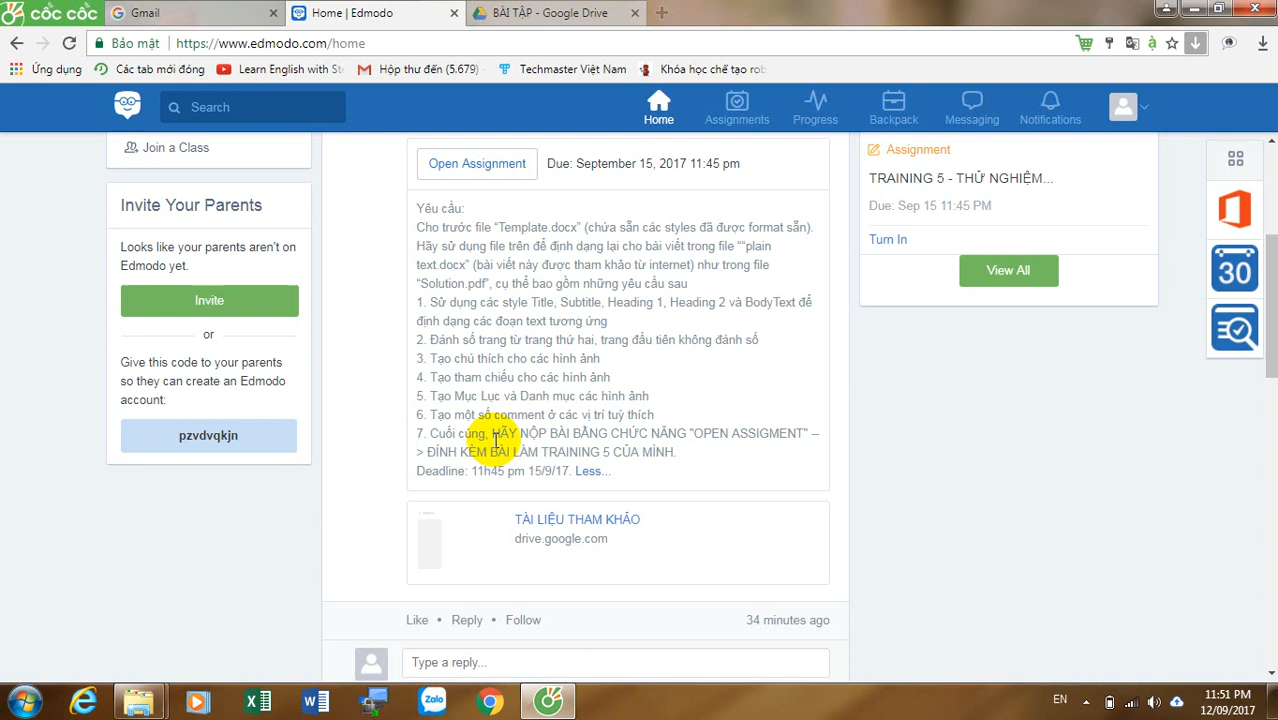 CỐC CỐC
Gmail
Home | Edmodo
BÀI TẬP - Google Drive
Bảo mật
https://www.edmodo.com/home
Ứng dụng
Các tab mới đóng
Learn English with Ste
Hộp thư đến (5.679)
Techmaster Việt Nam
Khóa học chế tạo rob
Search
Home
Assignments
Progress
Backpack
Messaging
Notifications
Join a Class
Invite Your Parents
Looks like your parents aren't on
Edmodo yet.
Invite
or
Give this code to your parents
so they can create an Edmodo
account:
pzvdvqkjn
Open Assignment
Due: September 15, 2017 11:45 pm
Yêu cầu:
Cho trước file “Template.docx” (chứa sẵn các styles đã được format sẵn).
Hãy sử dụng file trên để định dạng lại cho bài viết trong file ““plain
text.docx” (bài viết này được tham khảo từ internet) như trong file
“Solution.pdf”, cụ thể bao gồm những yêu cầu sau
1. Sử dụng các style Title, Subtitle, Heading 1, Heading 2 và BodyText để
định dạng các đoạn text tương ứng
2. Đánh số trang từ trang thứ hai, trang đầu tiên không đánh số
3. Tạo chú thích cho các hình ảnh
4. Tạo tham chiếu cho các hình ảnh
5. Tạo Mục Lục và Danh mục các hình ảnh
6. Tạo một số comment ở các vị trí tuỳ thích
7. Cuối cùng, HÃY NỘP BÀI BẰNG CHỨC NĂNG "OPEN ASSIGMENT" --
> ĐÍNH KÈM BÀI LÀM TRAINING 5 CỦA MÌNH.
Deadline: 11h45 pm 15/9/17. Less...
TÀI LIỆU THAM KHẢO
drive.google.com
Like • Reply • Follow
34 minutes ago
Type a reply...
Assignment
TRAINING 5 - THỬ NGHIỆM...
Due: Sep 15 11:45 PM
Turn In
View All
30
Zalo
EN
11:51 PM
12/09/2017